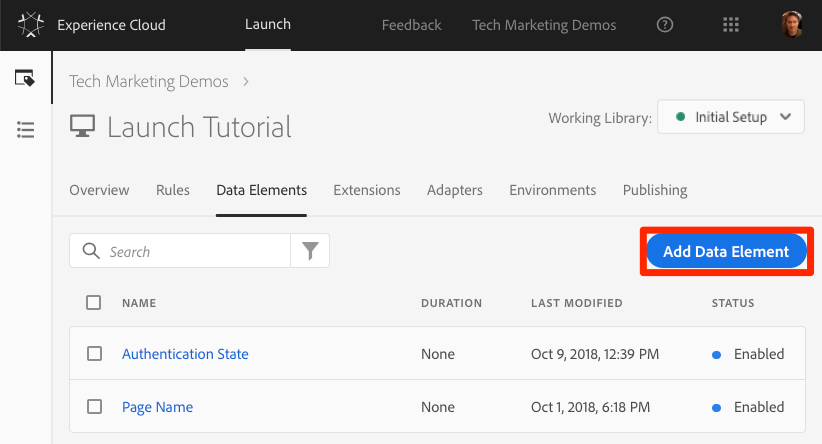 Experience Cloud Launch Feedback Tech Marketing Demos
Tech Marketing Demos
Launch Tutorial
Working Library: Initial Setup
Overview Rules Data Elements Extensions Adapters Environments Publishing
Search Add Data Element
NAME DURATION LAST MODIFIED STATUS
Authentication State None Oct 9, 2018, 12:39 PM Enabled
Page Name None Oct 1, 2018, 6:18 PM Enabled